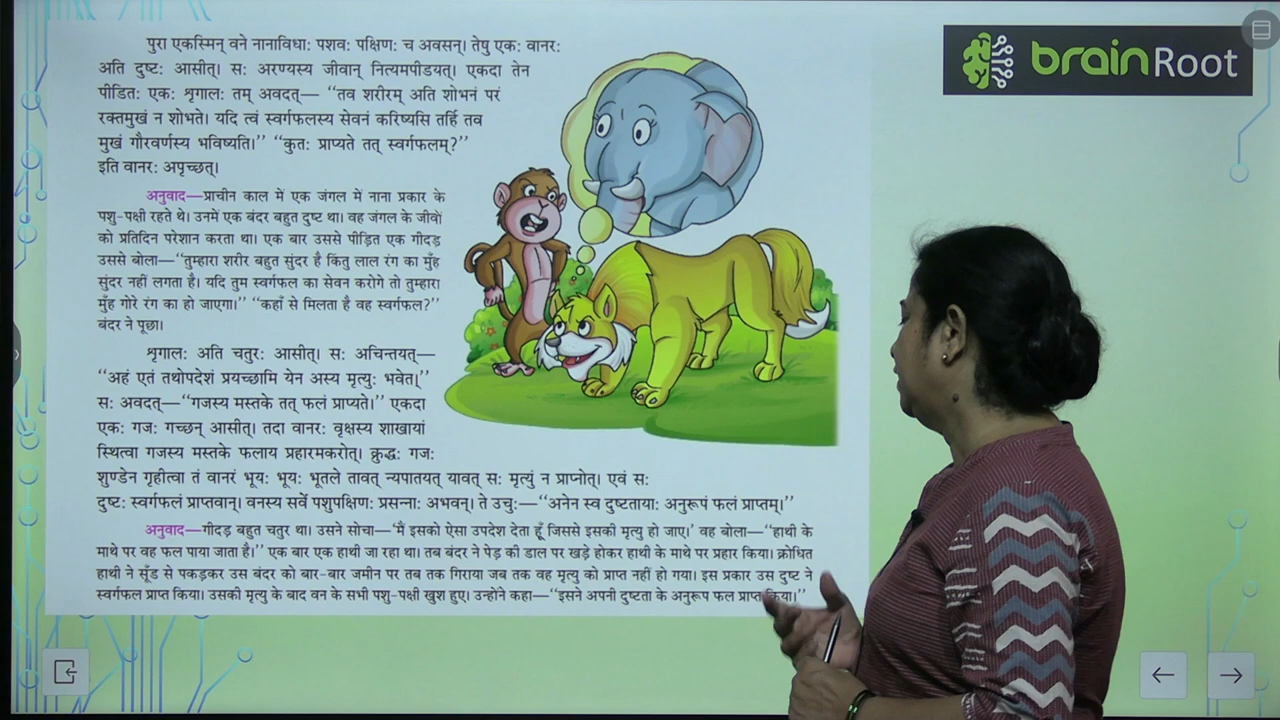 पुरा एकस्मिन् वने नानाविधाः पशवः पक्षिणः च अवसन्। तेषु एकः वानरः
अति दुष्टः आसीत्। सः अरण्यस्य जीवान् नित्यमपीडयत्। एकदा तेन
पीडितः एकः शृगालः तम् अवदत्— “तव शरीरम् अति शोभनं परं
रक्तमुखं न शोभते। यदि त्वं स्वर्गफलस्य सेवनं करिष्यसि तर्हि तव
मुखं गौरवर्णस्य भविष्यति।” “कुतः प्राप्यते तत् स्वर्गफलम्?”
इति वानरः अपृच्छत्।
अनुवाद—प्राचीन काल में एक जंगल में नाना प्रकार के
पशु-पक्षी रहते थे। उनमें एक बंदर बहुत दुष्ट था। वह जंगल के जीवों
को प्रतिदिन परेशान करता था। एक बार उससे पीड़ित एक गीदड़
उससे बोला—“तुम्हारा शरीर बहुत सुंदर है किंतु लाल रंग का मुँह
सुंदर नहीं लगता है। यदि तुम स्वर्गफल का सेवन करोगे तो तुम्हारा
मुँह गोरे रंग का हो जाएगा।” “कहाँ से मिलता है वह स्वर्गफल?”
बंदर ने पूछा।
शृगालः अति चतुरः आसीत्। सः अचिन्तयत्—
“अहं एतं तथोपदेशं प्रयच्छामि येन अस्य मृत्युः भवेत्।”
सः अवदत्—“गजस्य मस्तके तत् फलं प्राप्यते।” एकदा
एकः गजः गच्छन् आसीत्। तदा वानरः वृक्षस्य शाखायां
स्थित्वा गजस्य मस्तके फलाय प्रहारमकरोत्। क्रुद्धः गजः
शुण्डेन गृहीत्वा तं वानरं भूयः भूयः भूतले तावत् न्यपातयत् यावत् सः मृत्युं न प्राप्नोत्। एवं सः
दुष्टः स्वर्गफलं प्राप्तवान्। वनस्य सर्वे पशुपक्षिणः प्रसन्नाः अभवन्। ते उचुः—“अनेन स्व दुष्टतायाः अनुरूपं फलं प्राप्तम्।”
अनुवाद—गीदड़ बहुत चतुर था। उसने सोचा—‘मैं इसको ऐसा उपदेश देता हूँ जिससे इसकी मृत्यु हो जाए।’ वह बोला—“हाथी के
माथे पर वह फल पाया जाता है।” एक बार एक हाथी जा रहा था। तब बंदर ने पेड़ की डाल पर खड़े होकर हाथी के माथे पर प्रहार किया। क्रोधित
हाथी ने सूँड से पकड़कर उस बंदर को बार-बार जमीन पर तब तक गिराया जब तक वह मृत्यु को प्राप्त नहीं हो गया। इस प्रकार उस दुष्ट ने
स्वर्गफल प्राप्त किया। उसकी मृत्यु के बाद वन के सभी पशु-पक्षी खुश हुए। उन्होंने कहा—“इसने अपनी दुष्टता के अनुरूप फल प्राप्त किया।”
brain Root